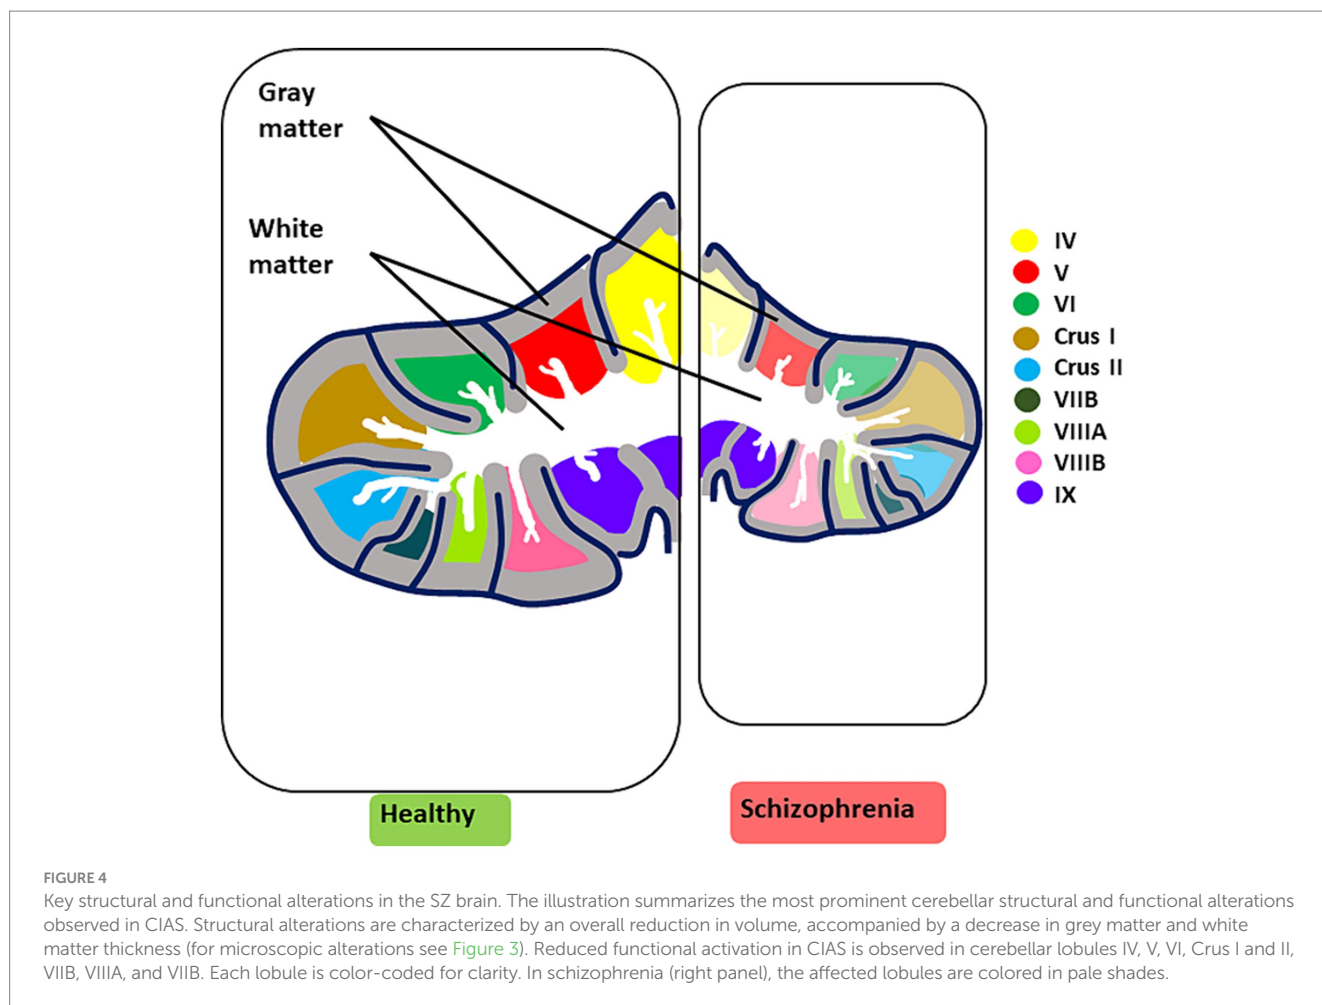 Gray
matter
White
matter
IV
V
VI
Crus I
Crus II
VIIB
VIIIA
VIIIB
IX
Healthy
Schizophrenia
FIGURE 4
Key structural and functional alterations in the SZ brain. The illustration summarizes the most prominent cerebellar structural and functional alterations
observed in CIAS. Structural alterations are characterized by an overall reduction in volume, accompanied by a decrease in grey matter and white
matter thickness (for microscopic alterations see Figure 3). Reduced functional activation in CIAS is observed in cerebellar lobules IV, V, VI, Crus I and II,
VIIB, VIIIA, and VIIB. Each lobule is color-coded for clarity. In schizophrenia (right panel), the affected lobules are colored in pale shades.